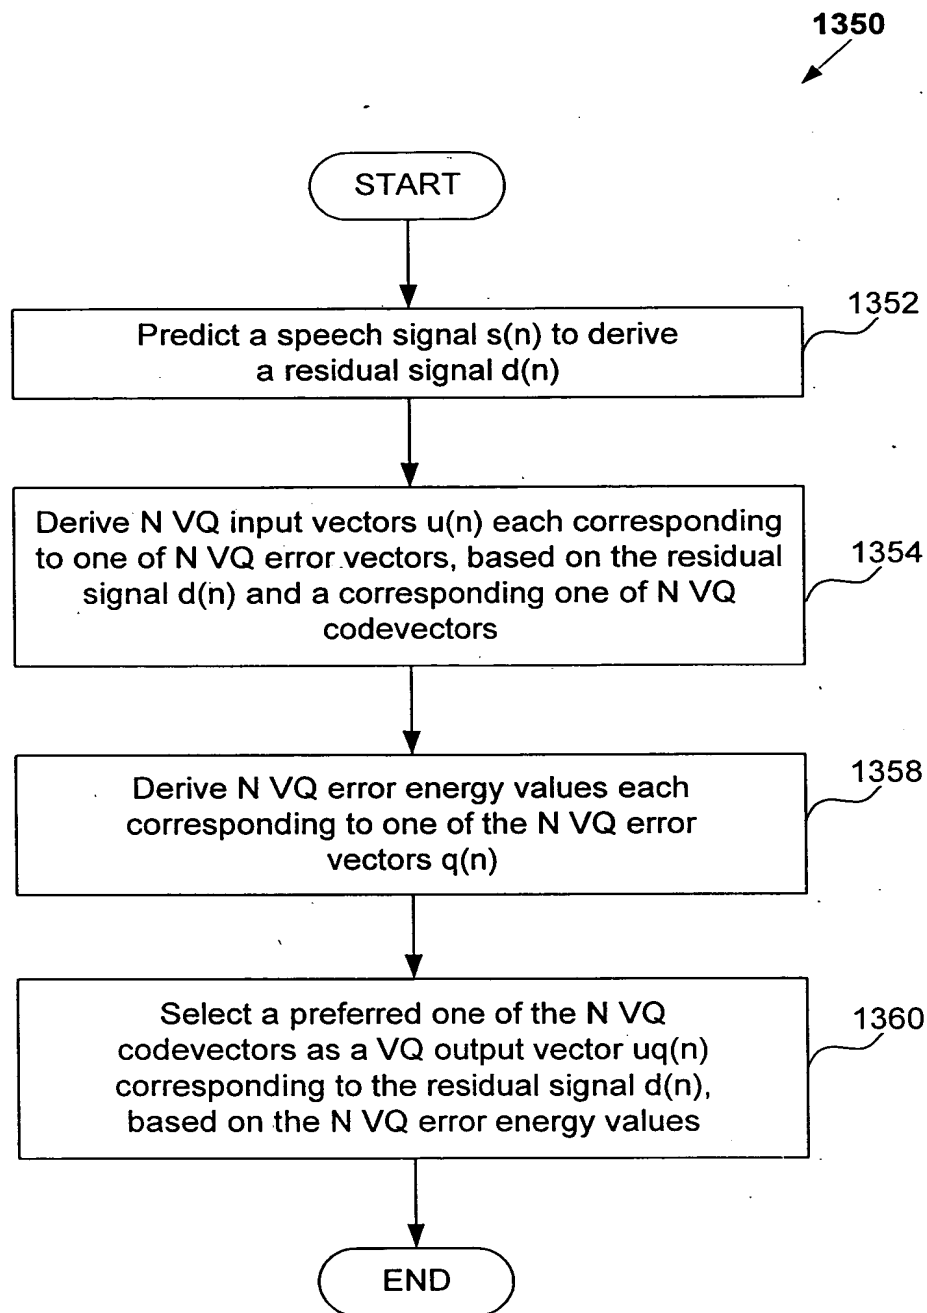 1350
START
1352
Predict a speech signal s(n) to derive
a residual signal d(n)
Derive N VQ input vectors u(n) each corresponding
to one of N VQ error vectors, based on the residual
signal d(n) and a corresponding one of N VQ
codevectors
1354
Derive N VQ error energy values each
corresponding to one of the N VQ error
vectors q(n)
1358
Select a preferred one of the N VQ
codevectors as a VQ output vector uq(n)
corresponding to the residual signal d(n),
based on the N VQ error energy values
1360
END